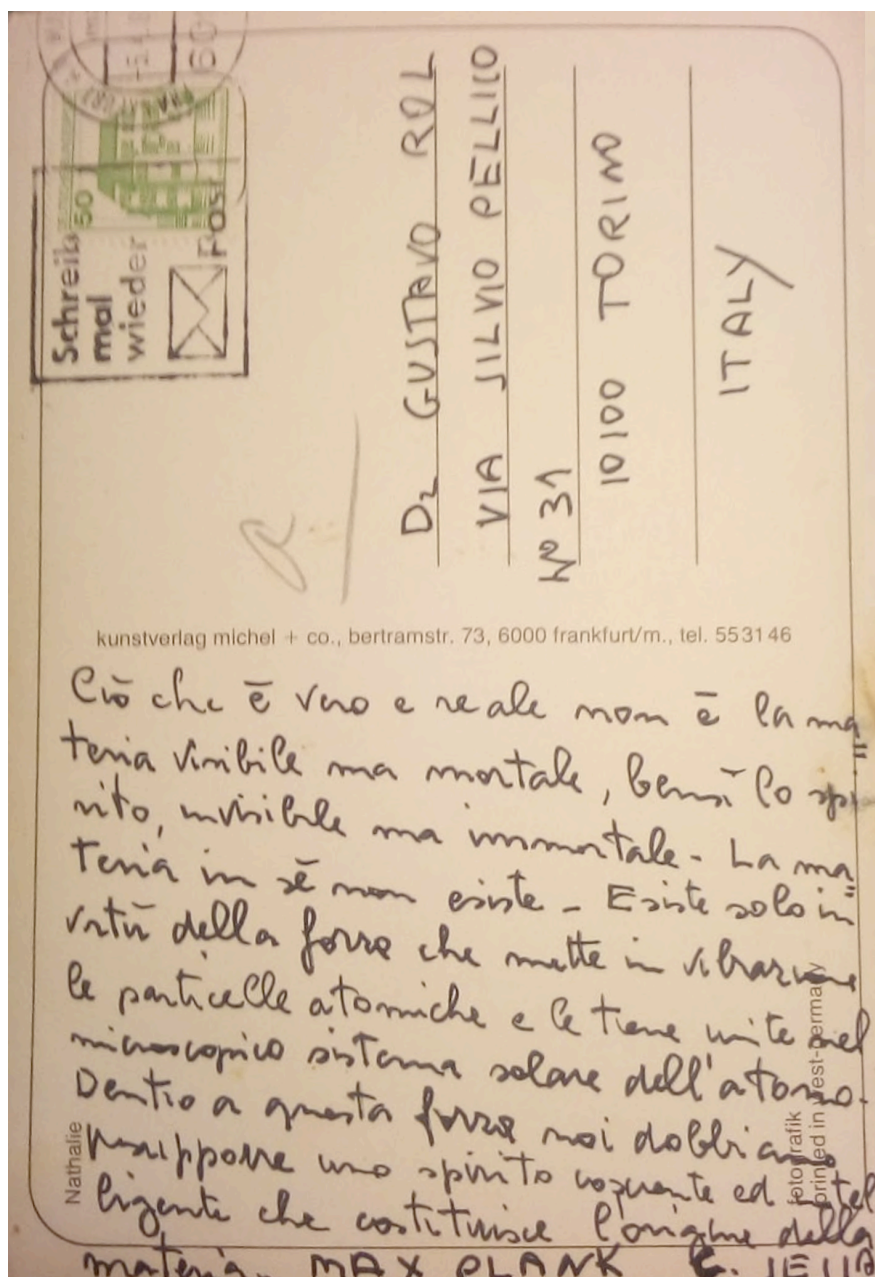 Schreib
mal
wieder
Post
50
Dr GUSTAVO ROL
VIA SILVIO PELLICO
No 31
10100 TORINO
ITALY
kunstverlag michel + co., bertramstr. 73, 6000 frankfurt/m., tel. 553146
Ciò che è vero e reale non è la ma
teria visibile ma mortale, bensì lo spi
rito, invisibile ma immortale - La ma
teria in sé non esiste - Esiste solo in
virtù della forza che mette in vibrazione
le particelle atomiche e le tiene unite nel
microscopico sistema solare dell'atomo.
Dentro a questa forza noi dobbiamo
presupporre uno spirito cosciente ed intel
ligente che costituisce l'origine della
materia. MAX PLANK
Nathalie
fotografik
printed in west-germany